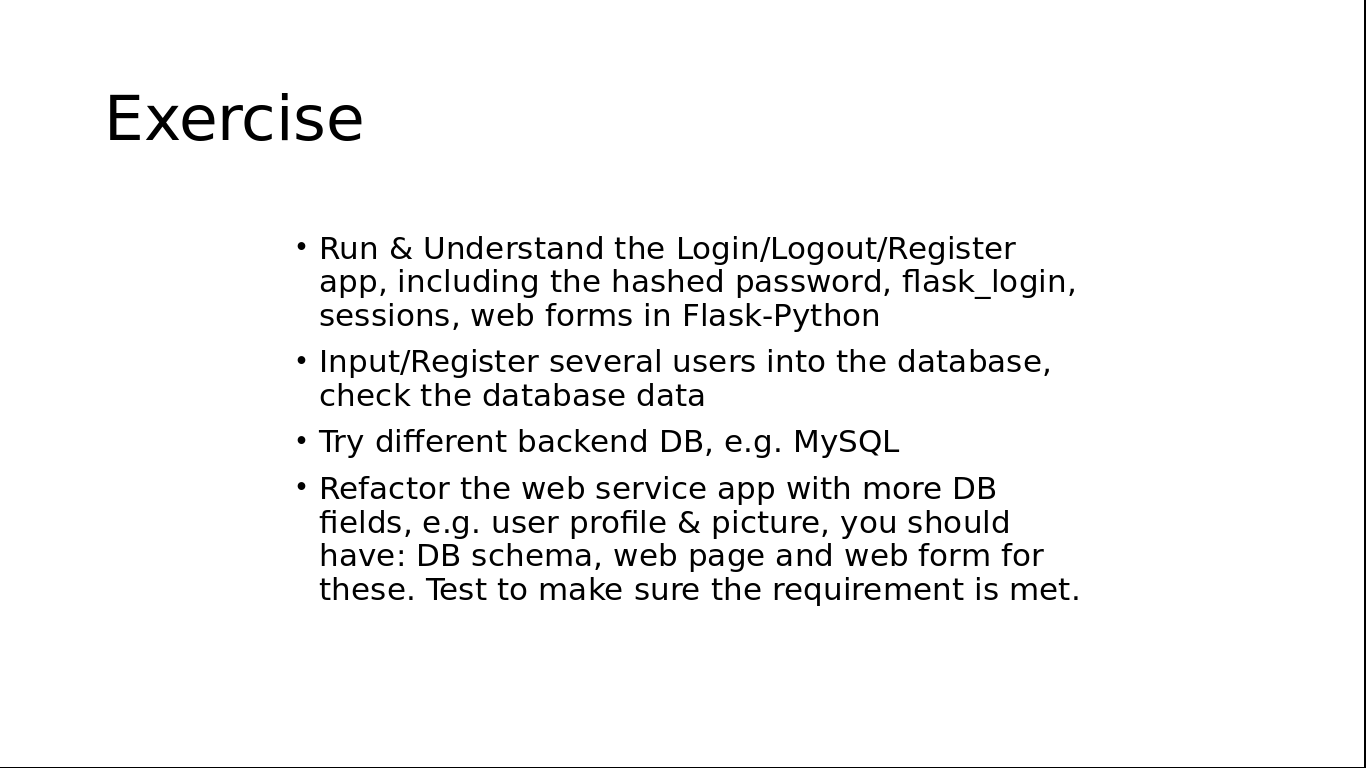 Exercise
• Run & Understand the Login/Logout/Register
app, including the hashed password, flask_login,
sessions, web forms in Flask-Python
• Input/Register several users into the database,
check the database data
• Try different backend DB, e.g. MySQL
• Refactor the web service app with more DB
fields, e.g. user profile & picture, you should
have: DB schema, web page and web form for
these. Test to make sure the requirement is met.